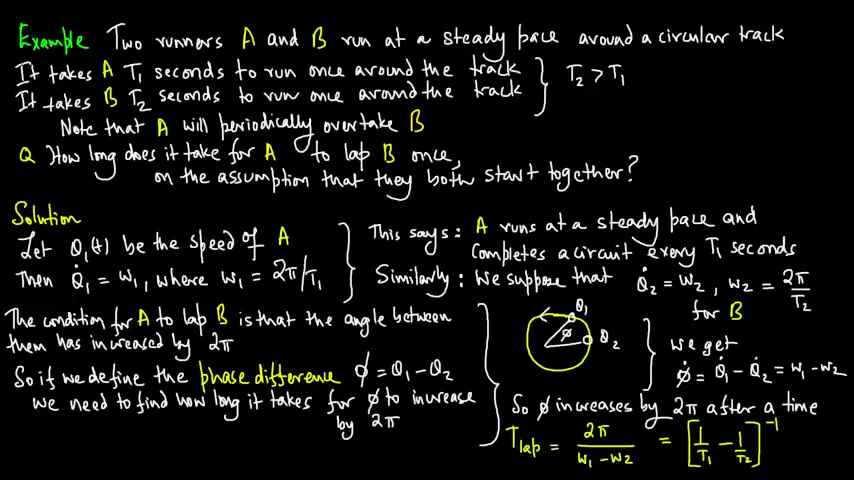 Example Two runners A and B run at a steady pace around a circular track
It takes A T₁ seconds to run once around the track
It takes B T₂ seconds to run once around the track
T₂ > T₁
Note that A will periodically overtake B
Q How long does it take for A to lap B once,
on the assumption that they both start together?
Solution
Let θ₁(t) be the speed of A
Then θ̇₁ = ω₁, where ω₁ = 2π/T₁
This says: A runs at a steady pace and
completes a circuit every T₁ seconds
Similarly: We suppose that θ̇₂ = ω₂, ω₂ = 2π/T₂
for B
The condition for A to lap B is that the angle between
them has increased by 2π
So if we define the phase difference φ = θ₁ - θ₂
we need to find how long it takes for φ to increase
by 2π
θ₁
φ
θ₂
We get
φ̇ = θ̇₁ - θ̇₂ = ω₁ - ω₂
So φ increases by 2π after a time
T_lap = 2π/(ω₁ - ω₂) = [1/T₁ - 1/T₂]⁻¹